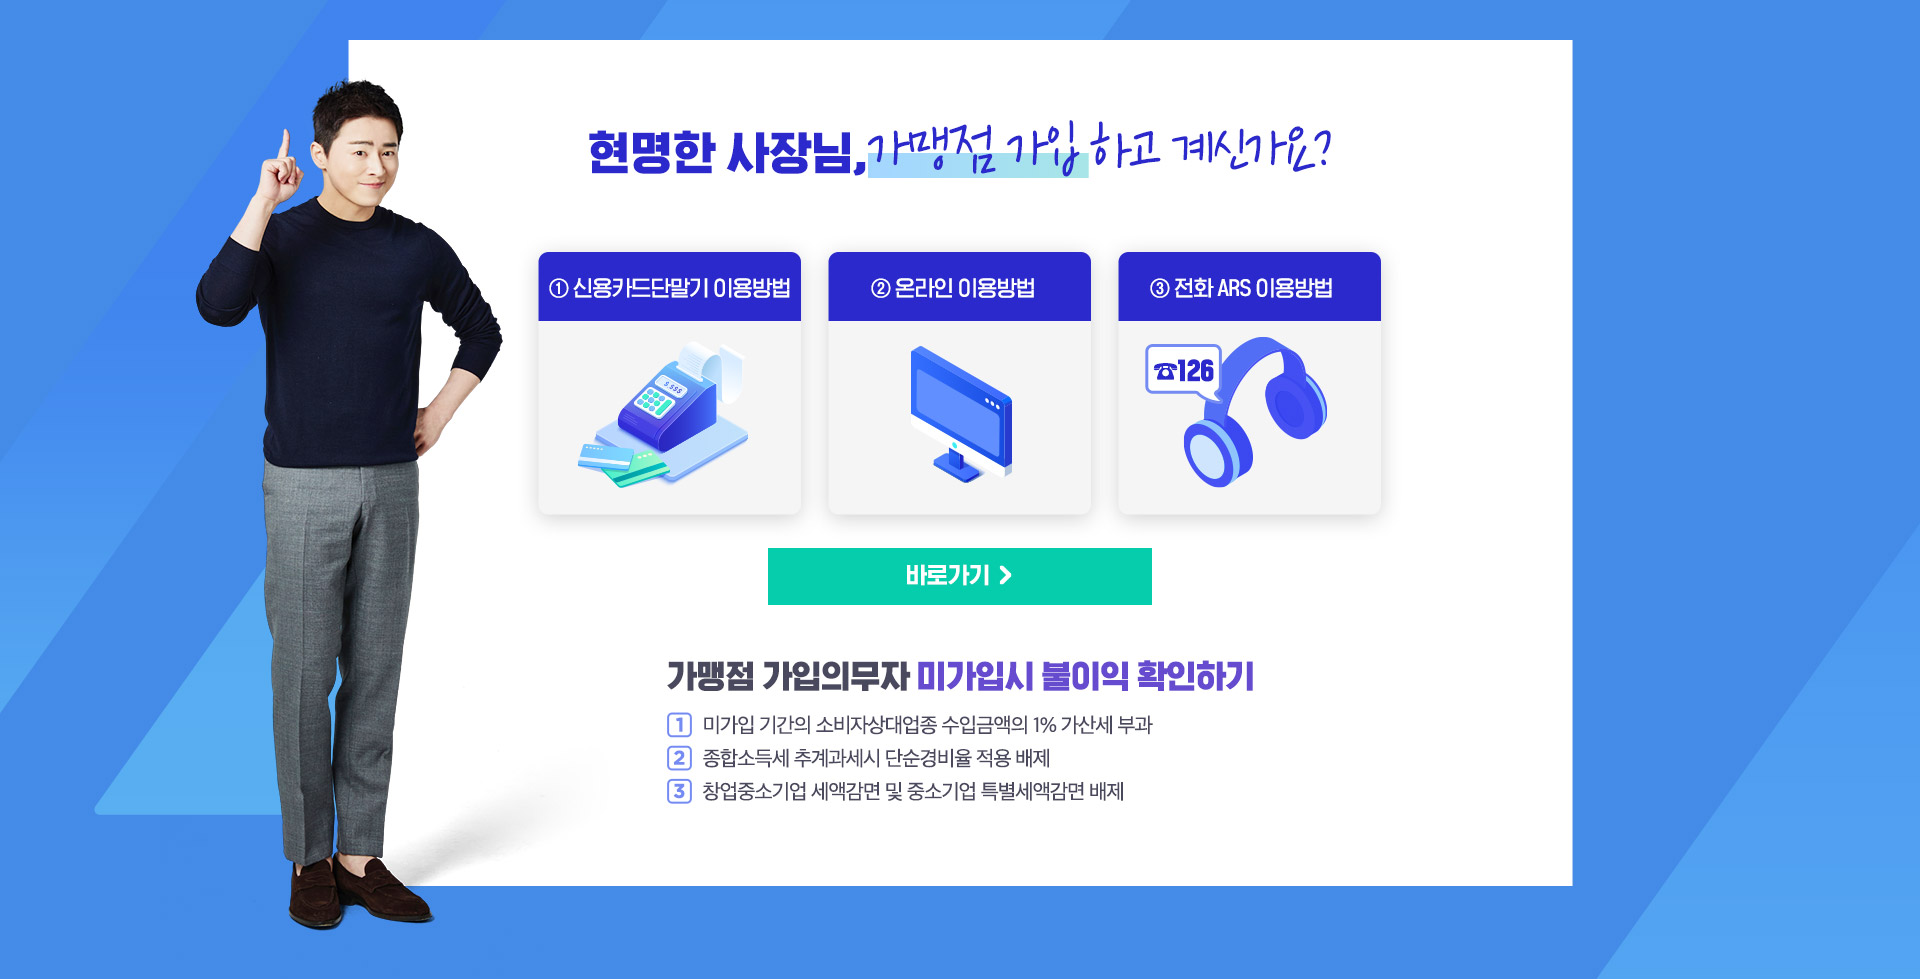 현명한 사장님, 가맹점 가입 하고 계신가요?
① 신용카드단말기 이용방법
② 온라인 이용방법
③ 전화 ARS 이용방법
$.$$$
☎126
바로가기 >
가맹점 가입의무자 미가입시 불이익 확인하기
1 미가입 기간의 소비자상대업종 수입금액의 1% 가산세 부과
2 종합소득세 추계과세시 단순경비율 적용 배제
3 창업중소기업 세액감면 및 중소기업 특별세액감면 배제